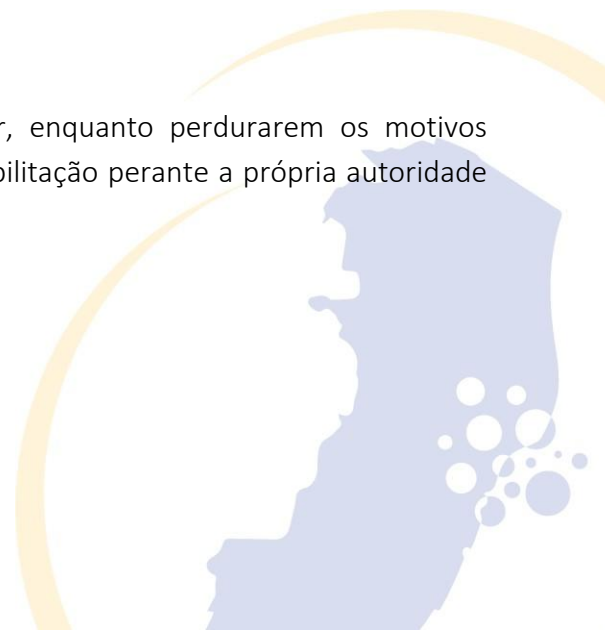 r, enquanto perdurarem os motivos
bilitação perante a própria autoridade